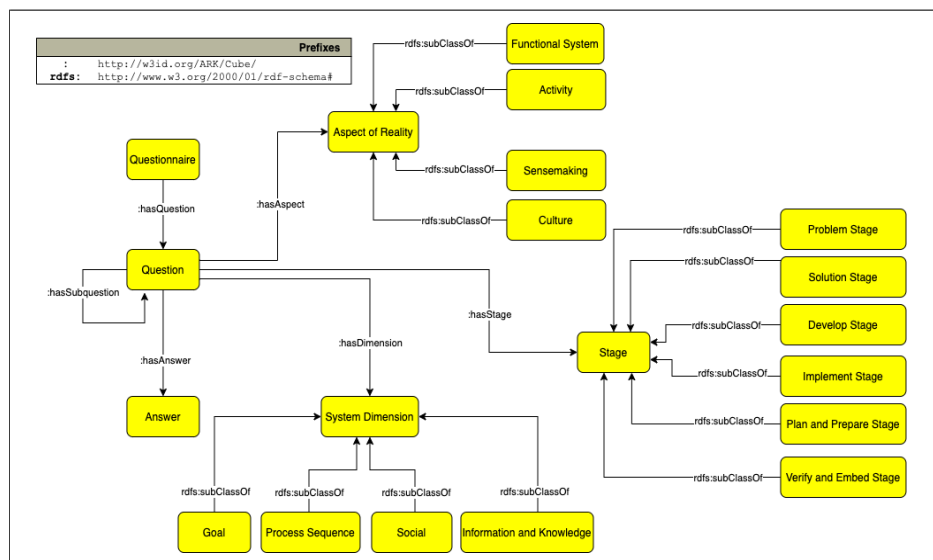 Prefixes
: http://w3id.org/ARK/Cube/
rdfs: http://www.w3.org/2000/01/rdf-schema#
rdfs:subClassOf
Functional System
rdfs:subClassOf
Activity
Aspect of Reality
Questionnaire
rdfs:subClassOf
Sensemaking
:hasAspect
:hasQuestion
rdfs:subClassOf
Culture
rdfs:subClassOf
Problem Stage
rdfs:subClassOf
Question
Solution Stage
:hasSubquestion
:hasStage
rdfs:subClassOf
Develop Stage
:hasDimension
Stage
:hasAnswer
rdfs:subClassOf
Implement Stage
Answer
System Dimension
rdfs:subClassOf
Plan and Prepare Stage
rdfs:subClassOf
Verify and Embed Stage
rdfs:subClassOf
rdfs:subClassOf
rdfs:subClassOf
rdfs:subClassOf
Goal
Process Sequence
Social
Information and Knowledge